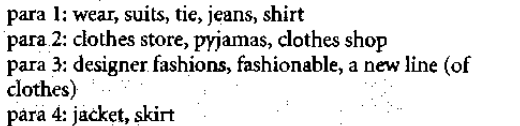 para 1: wear, suits, tie, jeans, shirt
para 2: clothes store, pyjamas, clothes shop
para 3: designer fashions, fashionable, a new line (of
clothes)
para 4: jacket, skirt